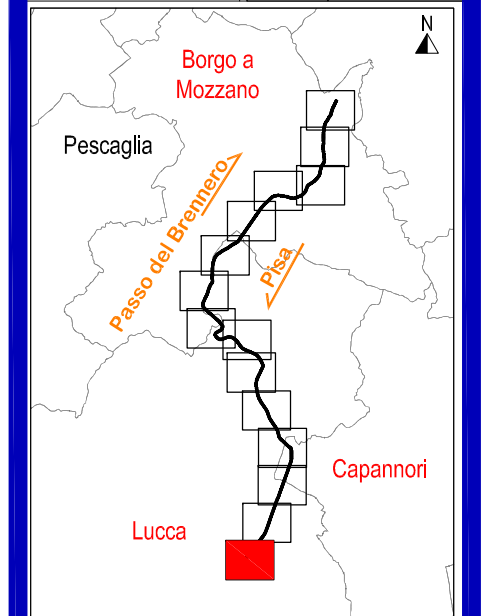 N
Borgo a
Mozzano
Pescaglia
Passo del Brennero
Pisa
Capannori
Lucca